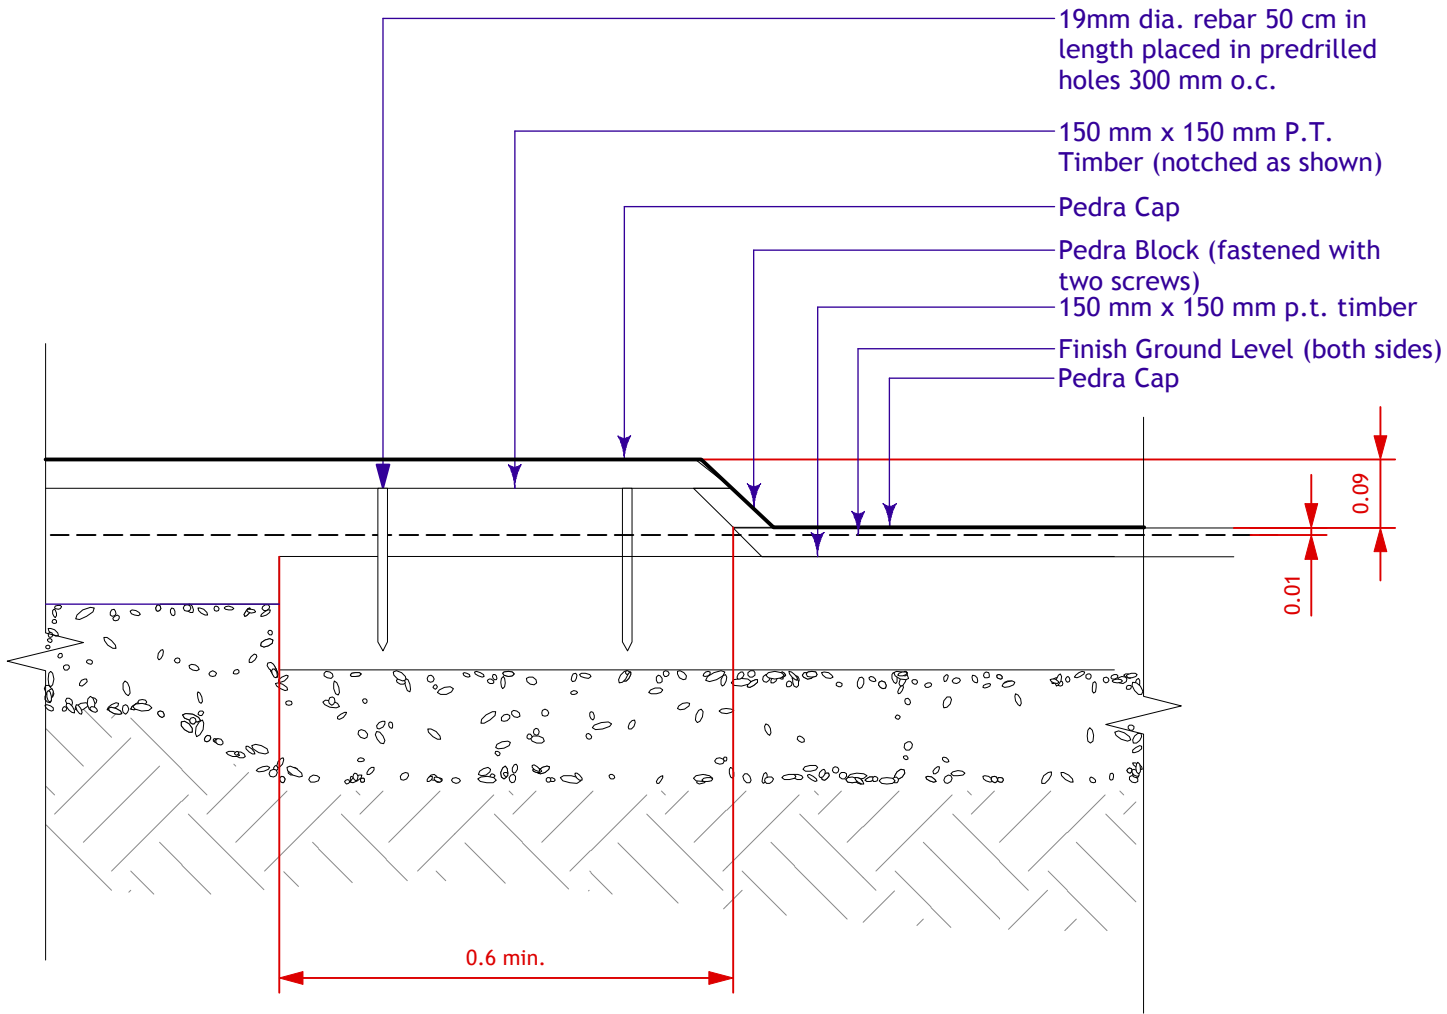 19mm dia. rebar 50 cm in
length placed in predrilled
holes 300 mm o.c.
150 mm x 150 mm P.T.
Timber (notched as shown)
Pedra Cap
Pedra Block (fastened with
two screws)
150 mm x 150 mm p.t. timber
Finish Ground Level (both sides)
Pedra Cap
0.09
0.01
0.6 min.